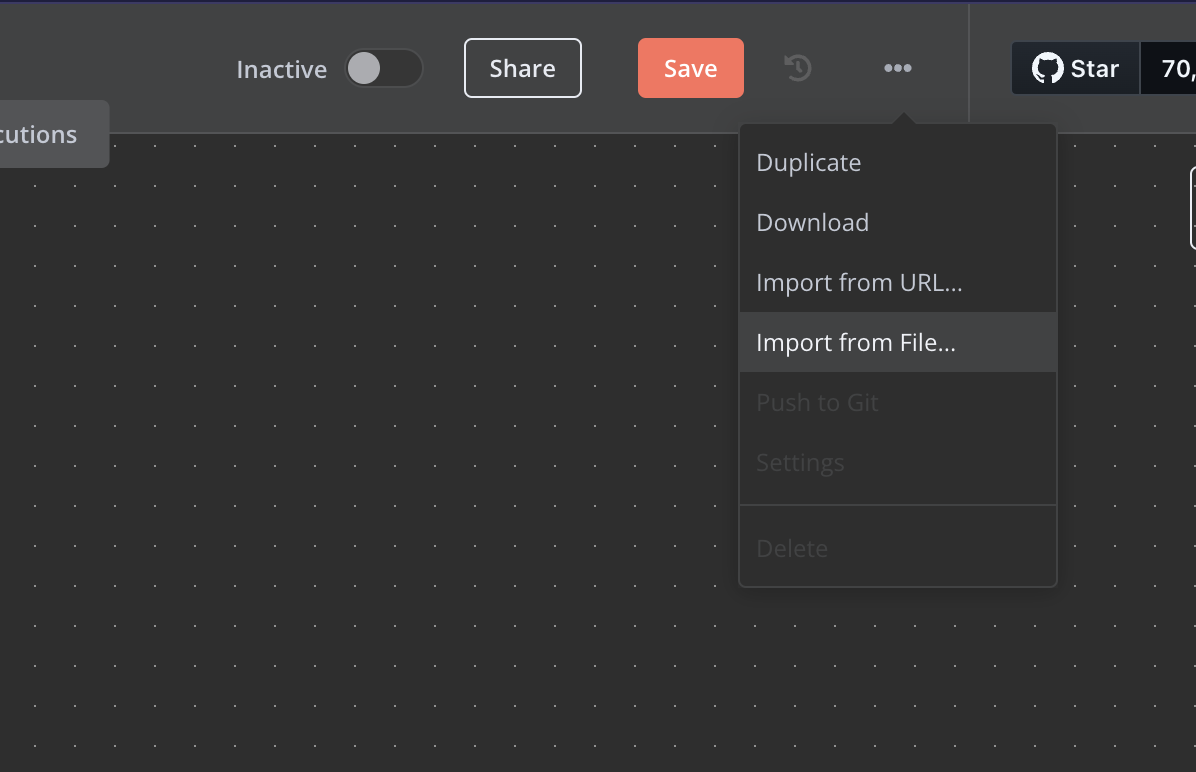 Inactive
Share
Save
Star
70,
cutions
Duplicate
Download
Import from URL...
Import from File...
Push to Git
Settings
Delete